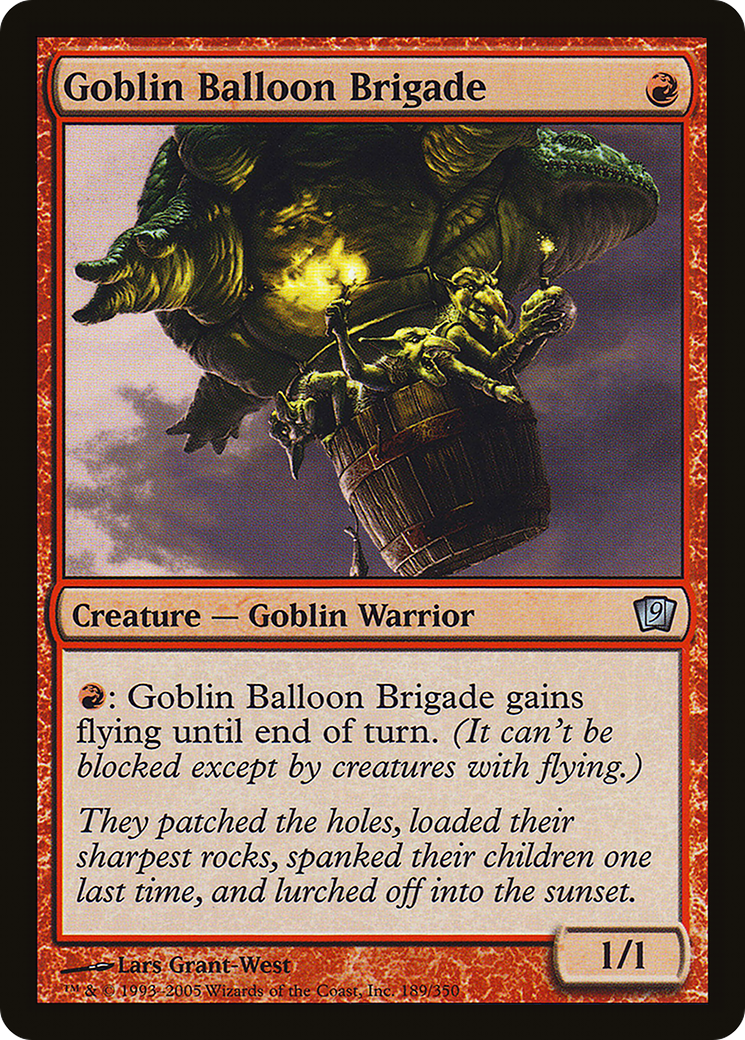 Goblin Balloon Brigade
Creature — Goblin Warrior
9
: Goblin Balloon Brigade gains
flying until end of turn. (It can't be
blocked except by creatures with flying.)
They patched the holes, loaded their
sharpest rocks, spanked their children one
last time, and lurched off into the sunset.
1/1
Lars Grant-West
™ & © 1993–2005 Wizards of the Coast, Inc. 189/350